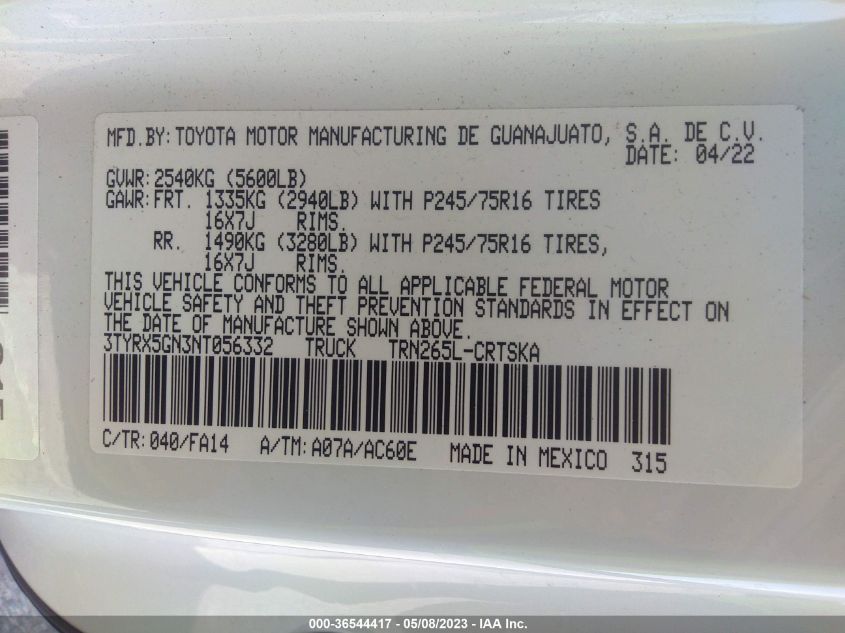 MFD.BY:TOYOTA MOTOR MANUFACTURING DE GUANAJUATO, S.A. DE C.V.
DATE: 04/22
GVWR:2540KG (5600LB)
GAWR:FRT. 1335KG (2940LB) WITH P245/75R16 TIRES
16X7J RIMS.
RR. 1490KG (3280LB) WITH P245/75R16 TIRES,
16X7J RIMS.
THIS VEHICLE CONFORMS TO ALL APPLICABLE FEDERAL MOTOR
VEHICLE SAFETY AND THEFT PREVENTION STANDARDS IN EFFECT ON
THE DATE OF MANUFACTURE SHOWN ABOVE.
3TYRX5GN3NT056332 TRUCK TRN265L-CRTSKA
C/TR:040/FA14 A/TM:A07A/AC60E MADE IN MEXICO 315
000-36544417 - 05/08/2023 - IAA Inc.